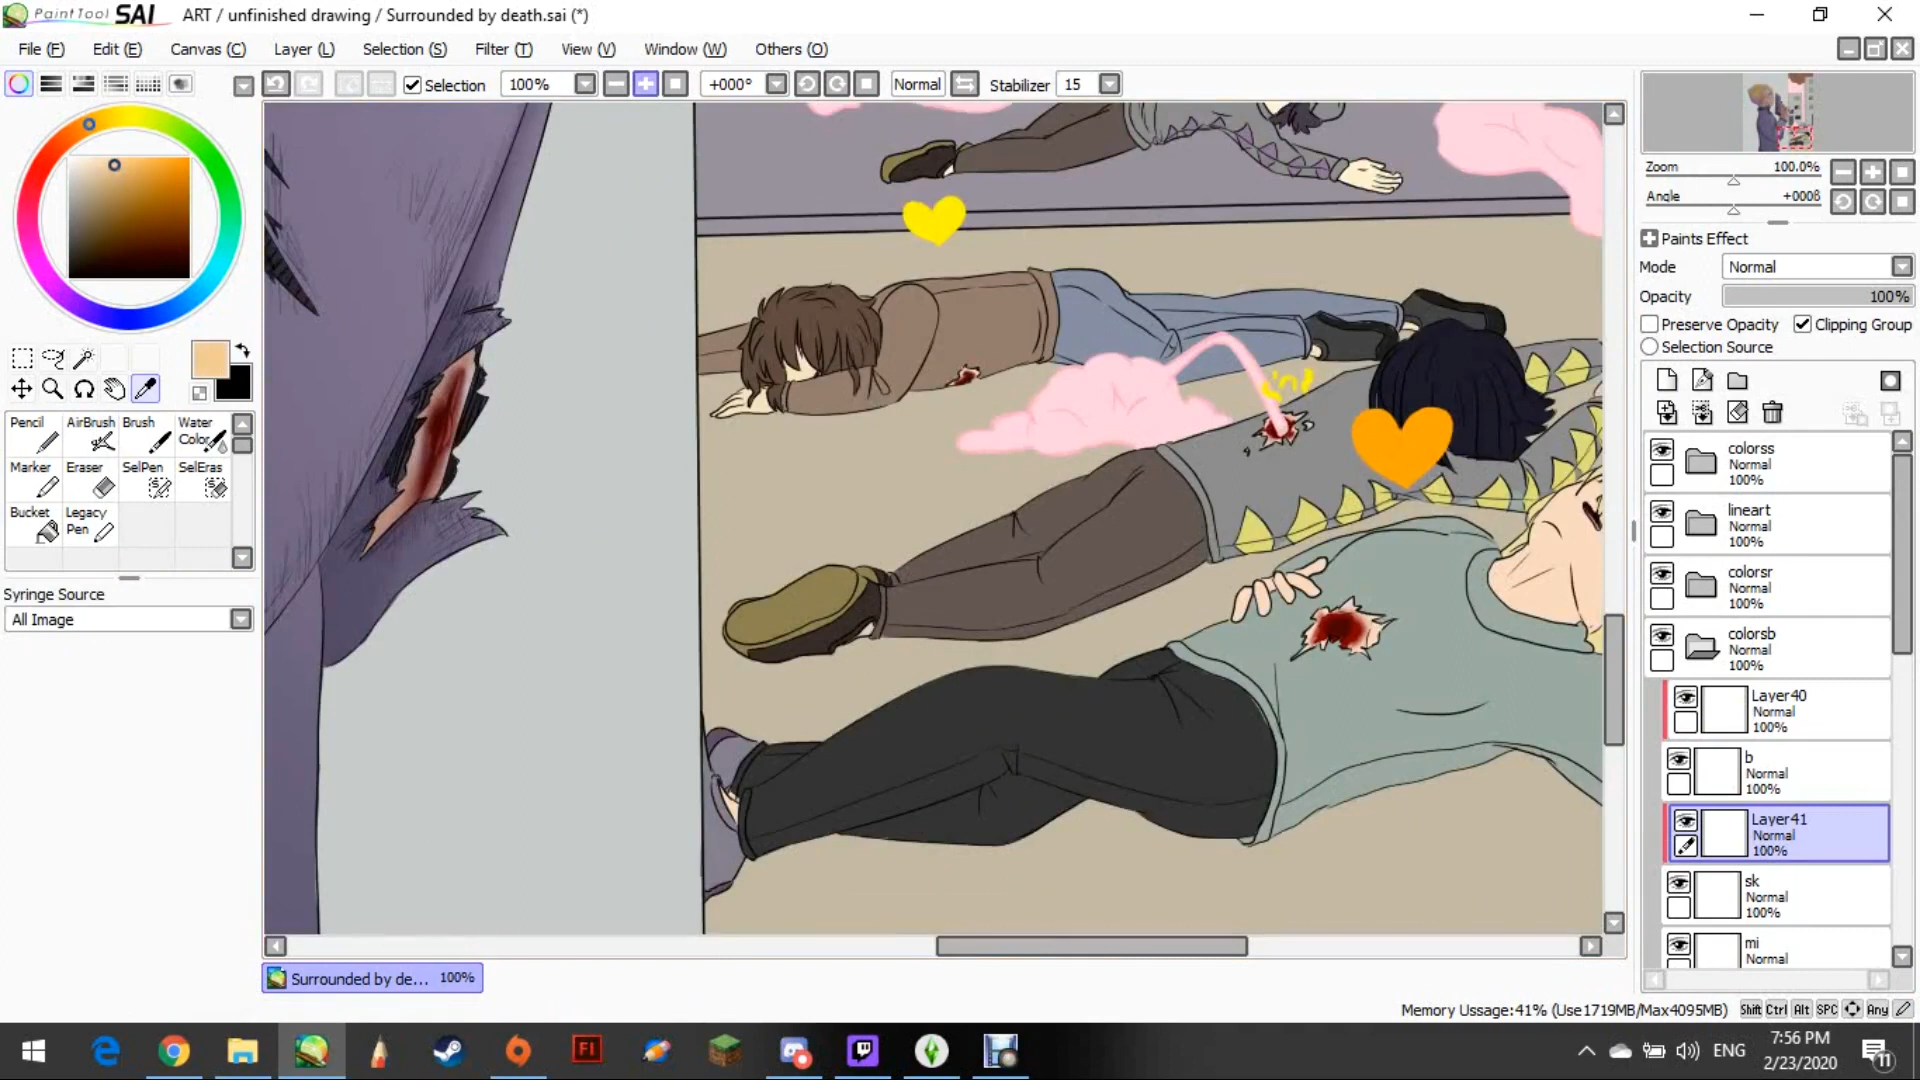 PaintTool SAI ART / unfinished drawing / Surrounded by death.sai (*)
File (F) Edit (E) Canvas (C) Layer (L) Selection (S) Filter (T) View (V) Window (W) Others (O)
Selection 100% +000° Normal Stabilizer 15
Zoom 100.0%
Angle +000ß
Paints Effect
Mode Normal
Opacity 100%
Preserve Opacity Clipping Group
Selection Source
Pencil AirBrush Brush Water
Color
Marker Eraser SelPen SelEras
Bucket Legacy
Pen
Syringe Source
All Image
colorss
Normal
100%
lineart
Normal
100%
colorsr
Normal
100%
colorsb
Normal
100%
Layer40
Normal
100%
b
Normal
100%
Layer41
Normal
100%
sk
Normal
100%
mi
Normal
Surrounded by de... 100%
Memory Ussage:41% (Use1719MB/Max4095MB) Shift Ctrl Alt SPC Any
Fl
ENG
7:56 PM
2/23/2020
11